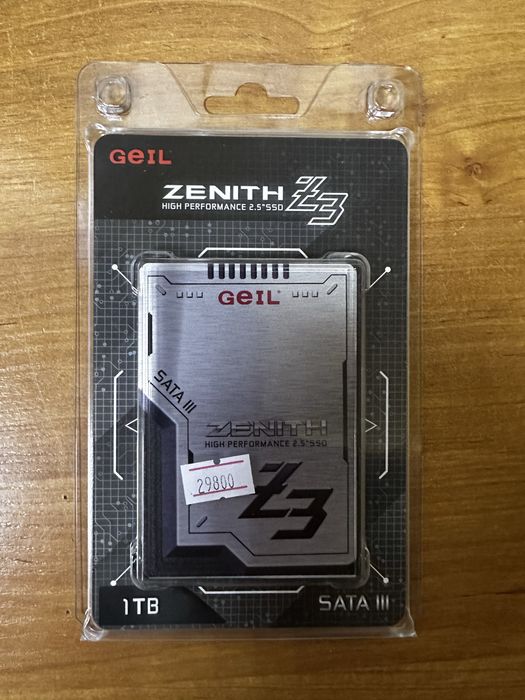 GeIL
ZENITH Z3
HIGH PERFORMANCE 2.5"SSD
GeIL
SATA III
ZENITH
HIGH PERFORMANCE 2.5"SSD
29800
Z3
1TB
SATA III